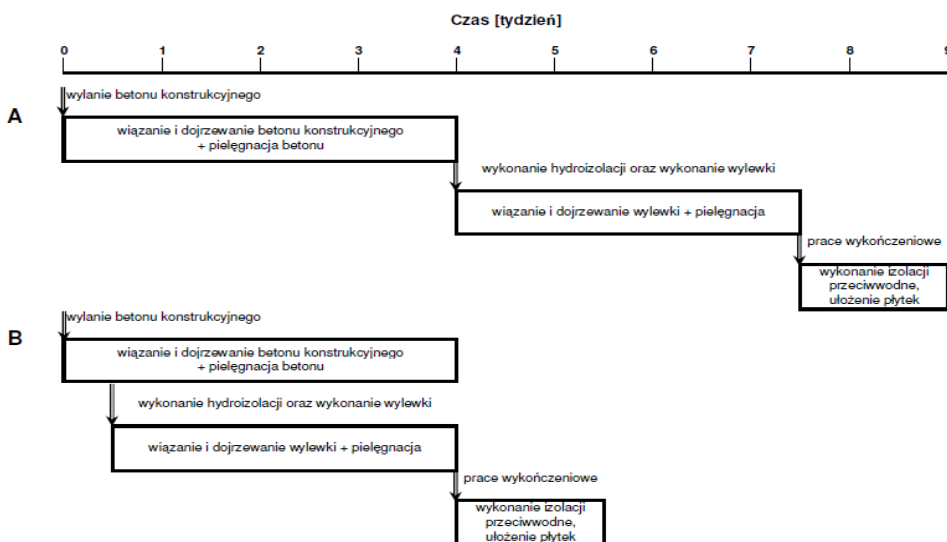 Czas [tydzień]
0 1 2 3 4 5 6 7 8 9
wylanie betonu konstrukcyjnego
A
wiązanie i dojrzewanie betonu konstrukcyjnego
+ pielęgnacja betonu
wykonanie hydroizolacji oraz wykonanie wylewki
wiązanie i dojrzewanie wylewki + pielęgnacja
prace wykończeniowe
wykonanie izolacji
przeciwwodne,
ułożenie płytek
wylanie betonu konstrukcyjnego
B
wiązanie i dojrzewanie betonu konstrukcyjnego
+ pielęgnacja betonu
wykonanie hydroizolacji oraz wykonanie wylewki
wiązanie i dojrzewanie wylewki + pielęgnacja
prace wykończeniowe
wykonanie izolacji
przeciwwodne,
ułożenie płytek